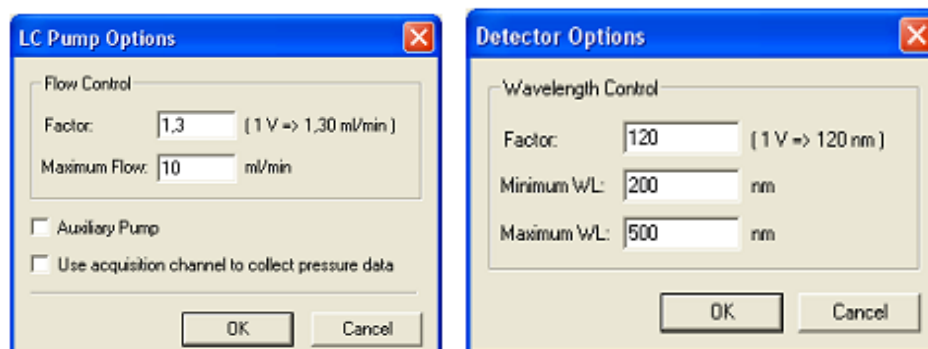 LC Pump Options
Flow Control
Factor: 1,3 ( 1 V => 1,30 ml/min )
Maximum Flow: 10 ml/min
Auxiliary Pump
Use acquisition channel to collect pressure data
OK Cancel
Detector Options
Wavelength Control
Factor: 120 ( 1 V => 120 nm )
Minimum WL: 200 nm
Maximum WL: 500 nm
OK Cancel